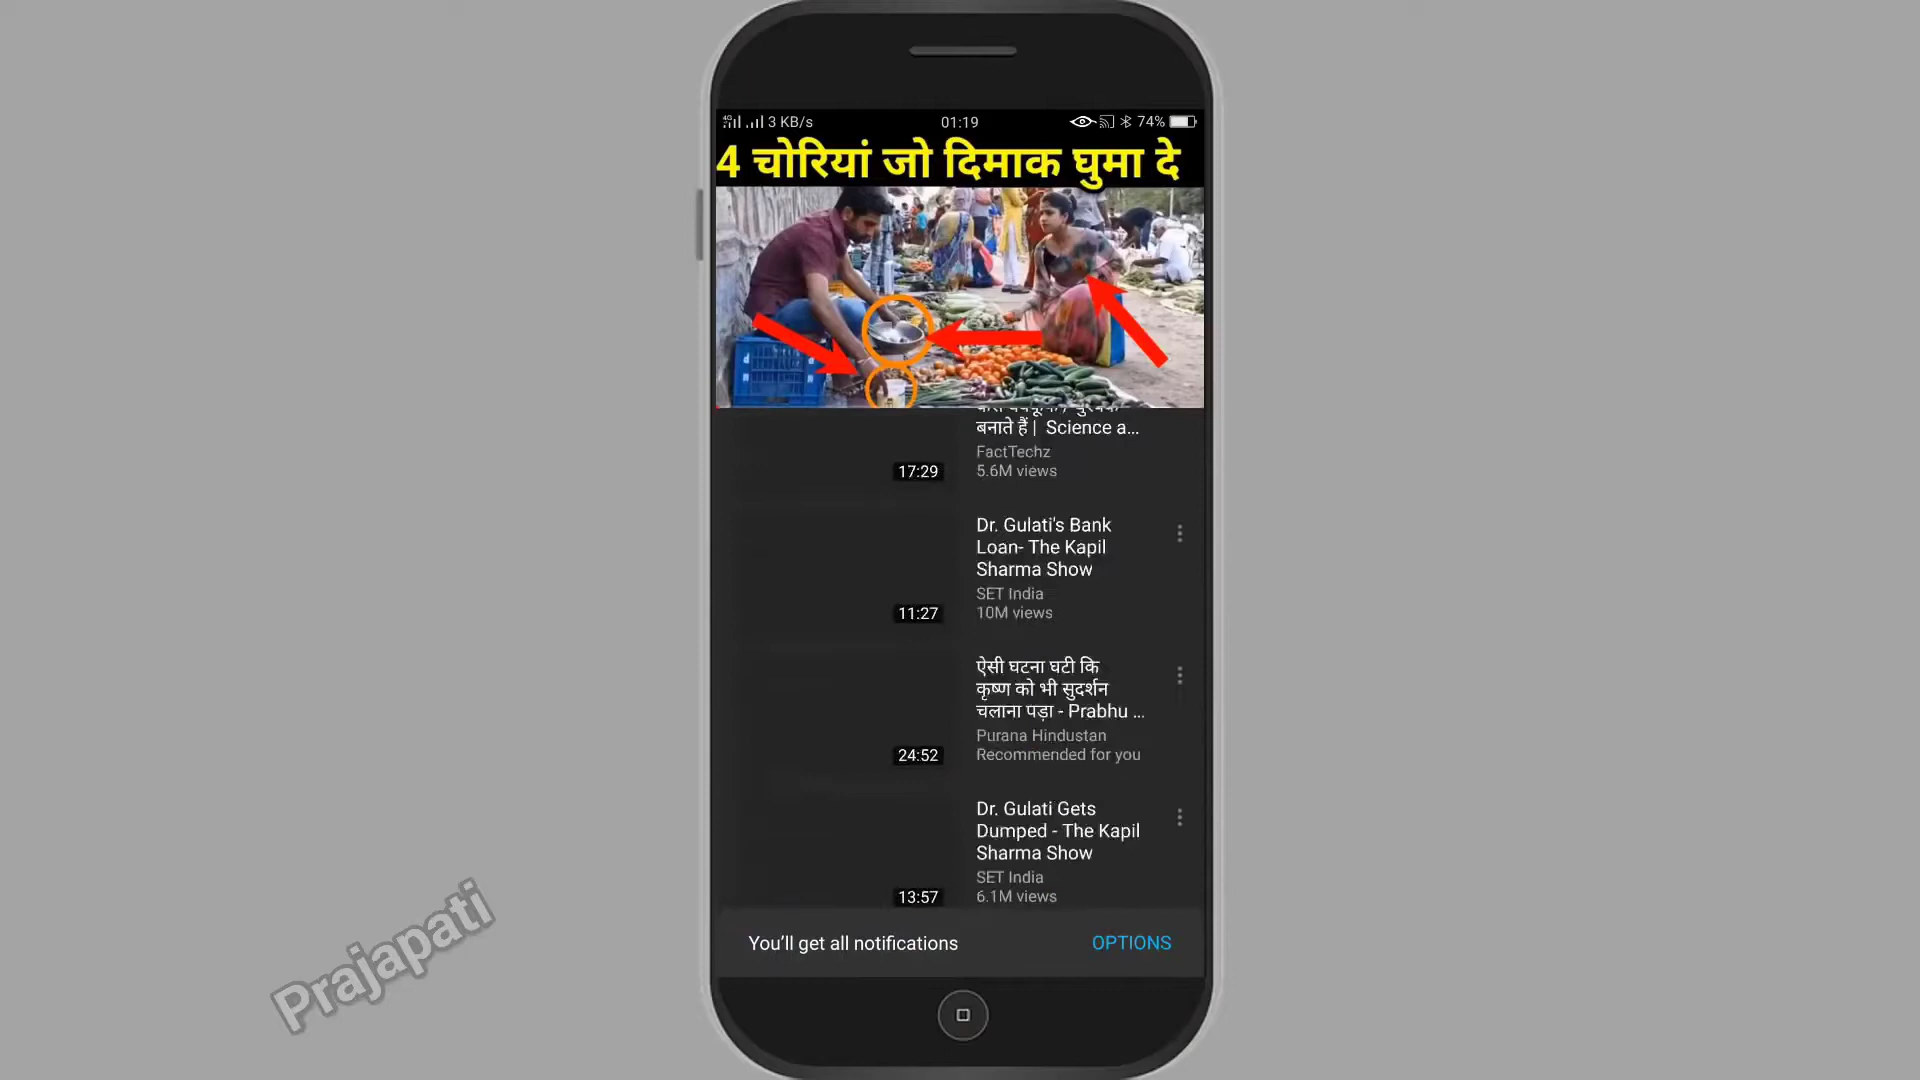 3 KB/s
01:19
74%
4 चोरियां जो दिमाक घुमा दे
बनाते हैं | Science a...
FactTechz
5.6M views
17:29
Dr. Gulati's Bank
Loan- The Kapil
Sharma Show
SET India
10M views
11:27
ऐसी घटना घटी कि
कृष्ण को भी सुदर्शन
चलाना पड़ा - Prabhu ...
Purana Hindustan
Recommended for you
24:52
Dr. Gulati Gets
Dumped - The Kapil
Sharma Show
SET India
6.1M views
13:57
You'll get all notifications
OPTIONS
Prajapati